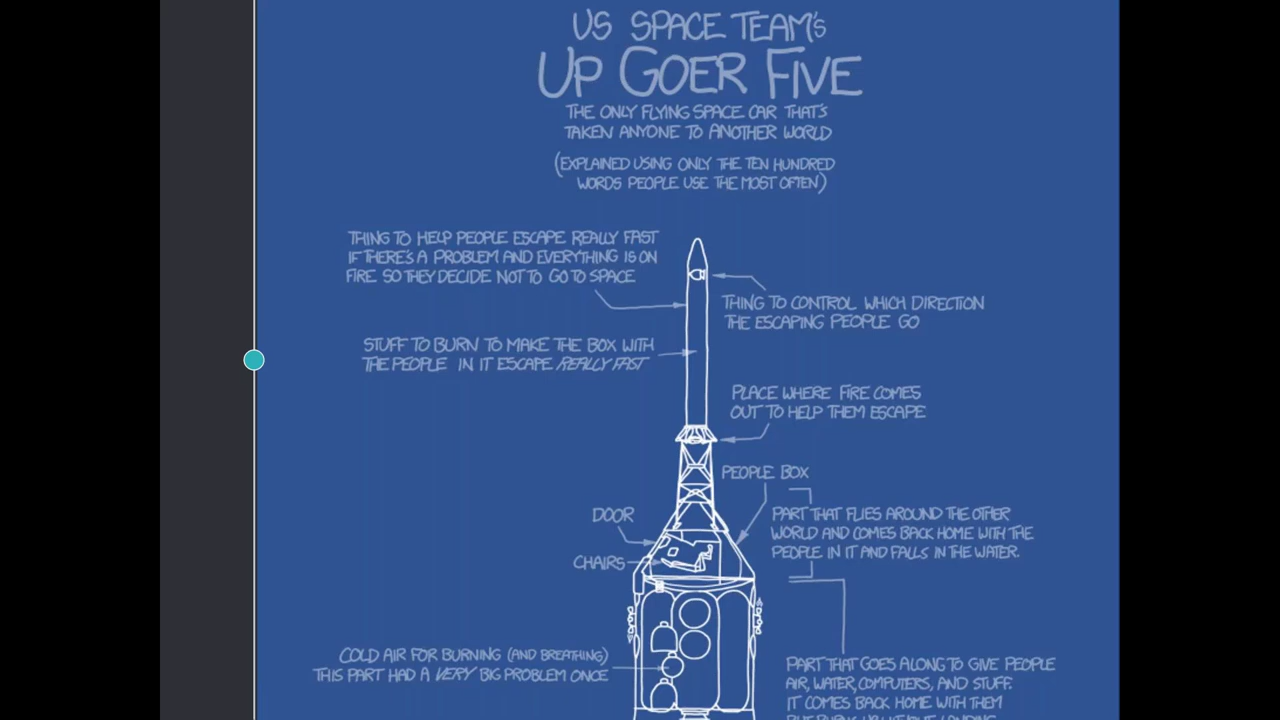 US SPACE TEAM'S
UP GOER FIVE
THE ONLY FLYING SPACE CAR THAT'S
TAKEN ANYONE TO ANOTHER WORLD
(EXPLAINED USING ONLY THE TEN HUNDRED
WORDS PEOPLE USE THE MOST OFTEN)
THING TO HELP PEOPLE ESCAPE REALLY FAST
IF THERE'S A PROBLEM AND EVERYTHING IS ON
FIRE SO THEY DECIDE NOT TO GO TO SPACE
THING TO CONTROL WHICH DIRECTION
THE ESCAPING PEOPLE GO
STUFF TO BURN TO MAKE THE BOX WITH
THE PEOPLE IN IT ESCAPE REALLY FAST
PLACE WHERE FIRE COMES
OUT TO HELP THEM ESCAPE
PEOPLE BOX
DOOR
PART THAT FLIES AROUND THE OTHER
WORLD AND COMES BACK HOME WITH THE
PEOPLE IN IT AND FALLS IN THE WATER.
CHAIRS
COLD AIR FOR BURNING (AND BREATHING)
THIS PART HAD A VERY BIG PROBLEM ONCE
PART THAT GOES ALONG TO GIVE PEOPLE
AIR, WATER, COMPUTERS, AND STUFF.
IT COMES BACK HOME WITH THEM
BUT BURNS UP WITHOUT LANDING